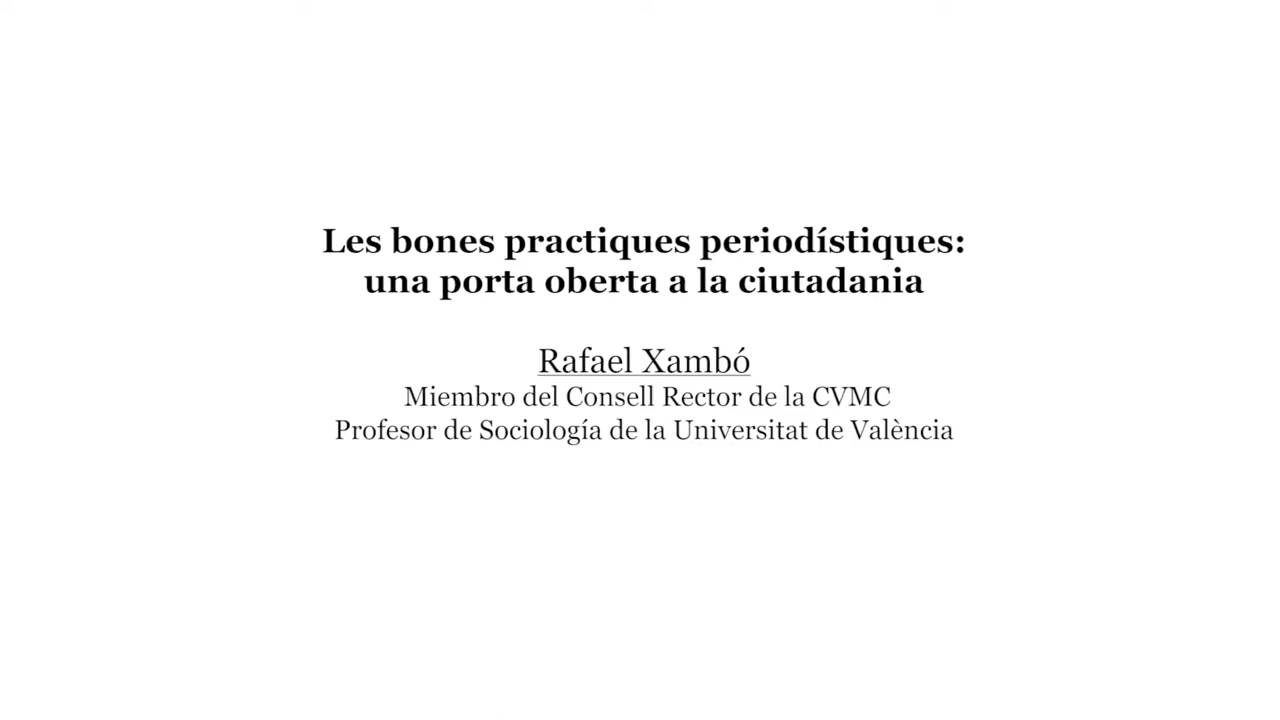 Les bones practiques periodístiques:
una porta oberta a la ciutadania
Rafael Xambó
Miembro del Consell Rector de la CVMC
Profesor de Sociología de la Universitat de València